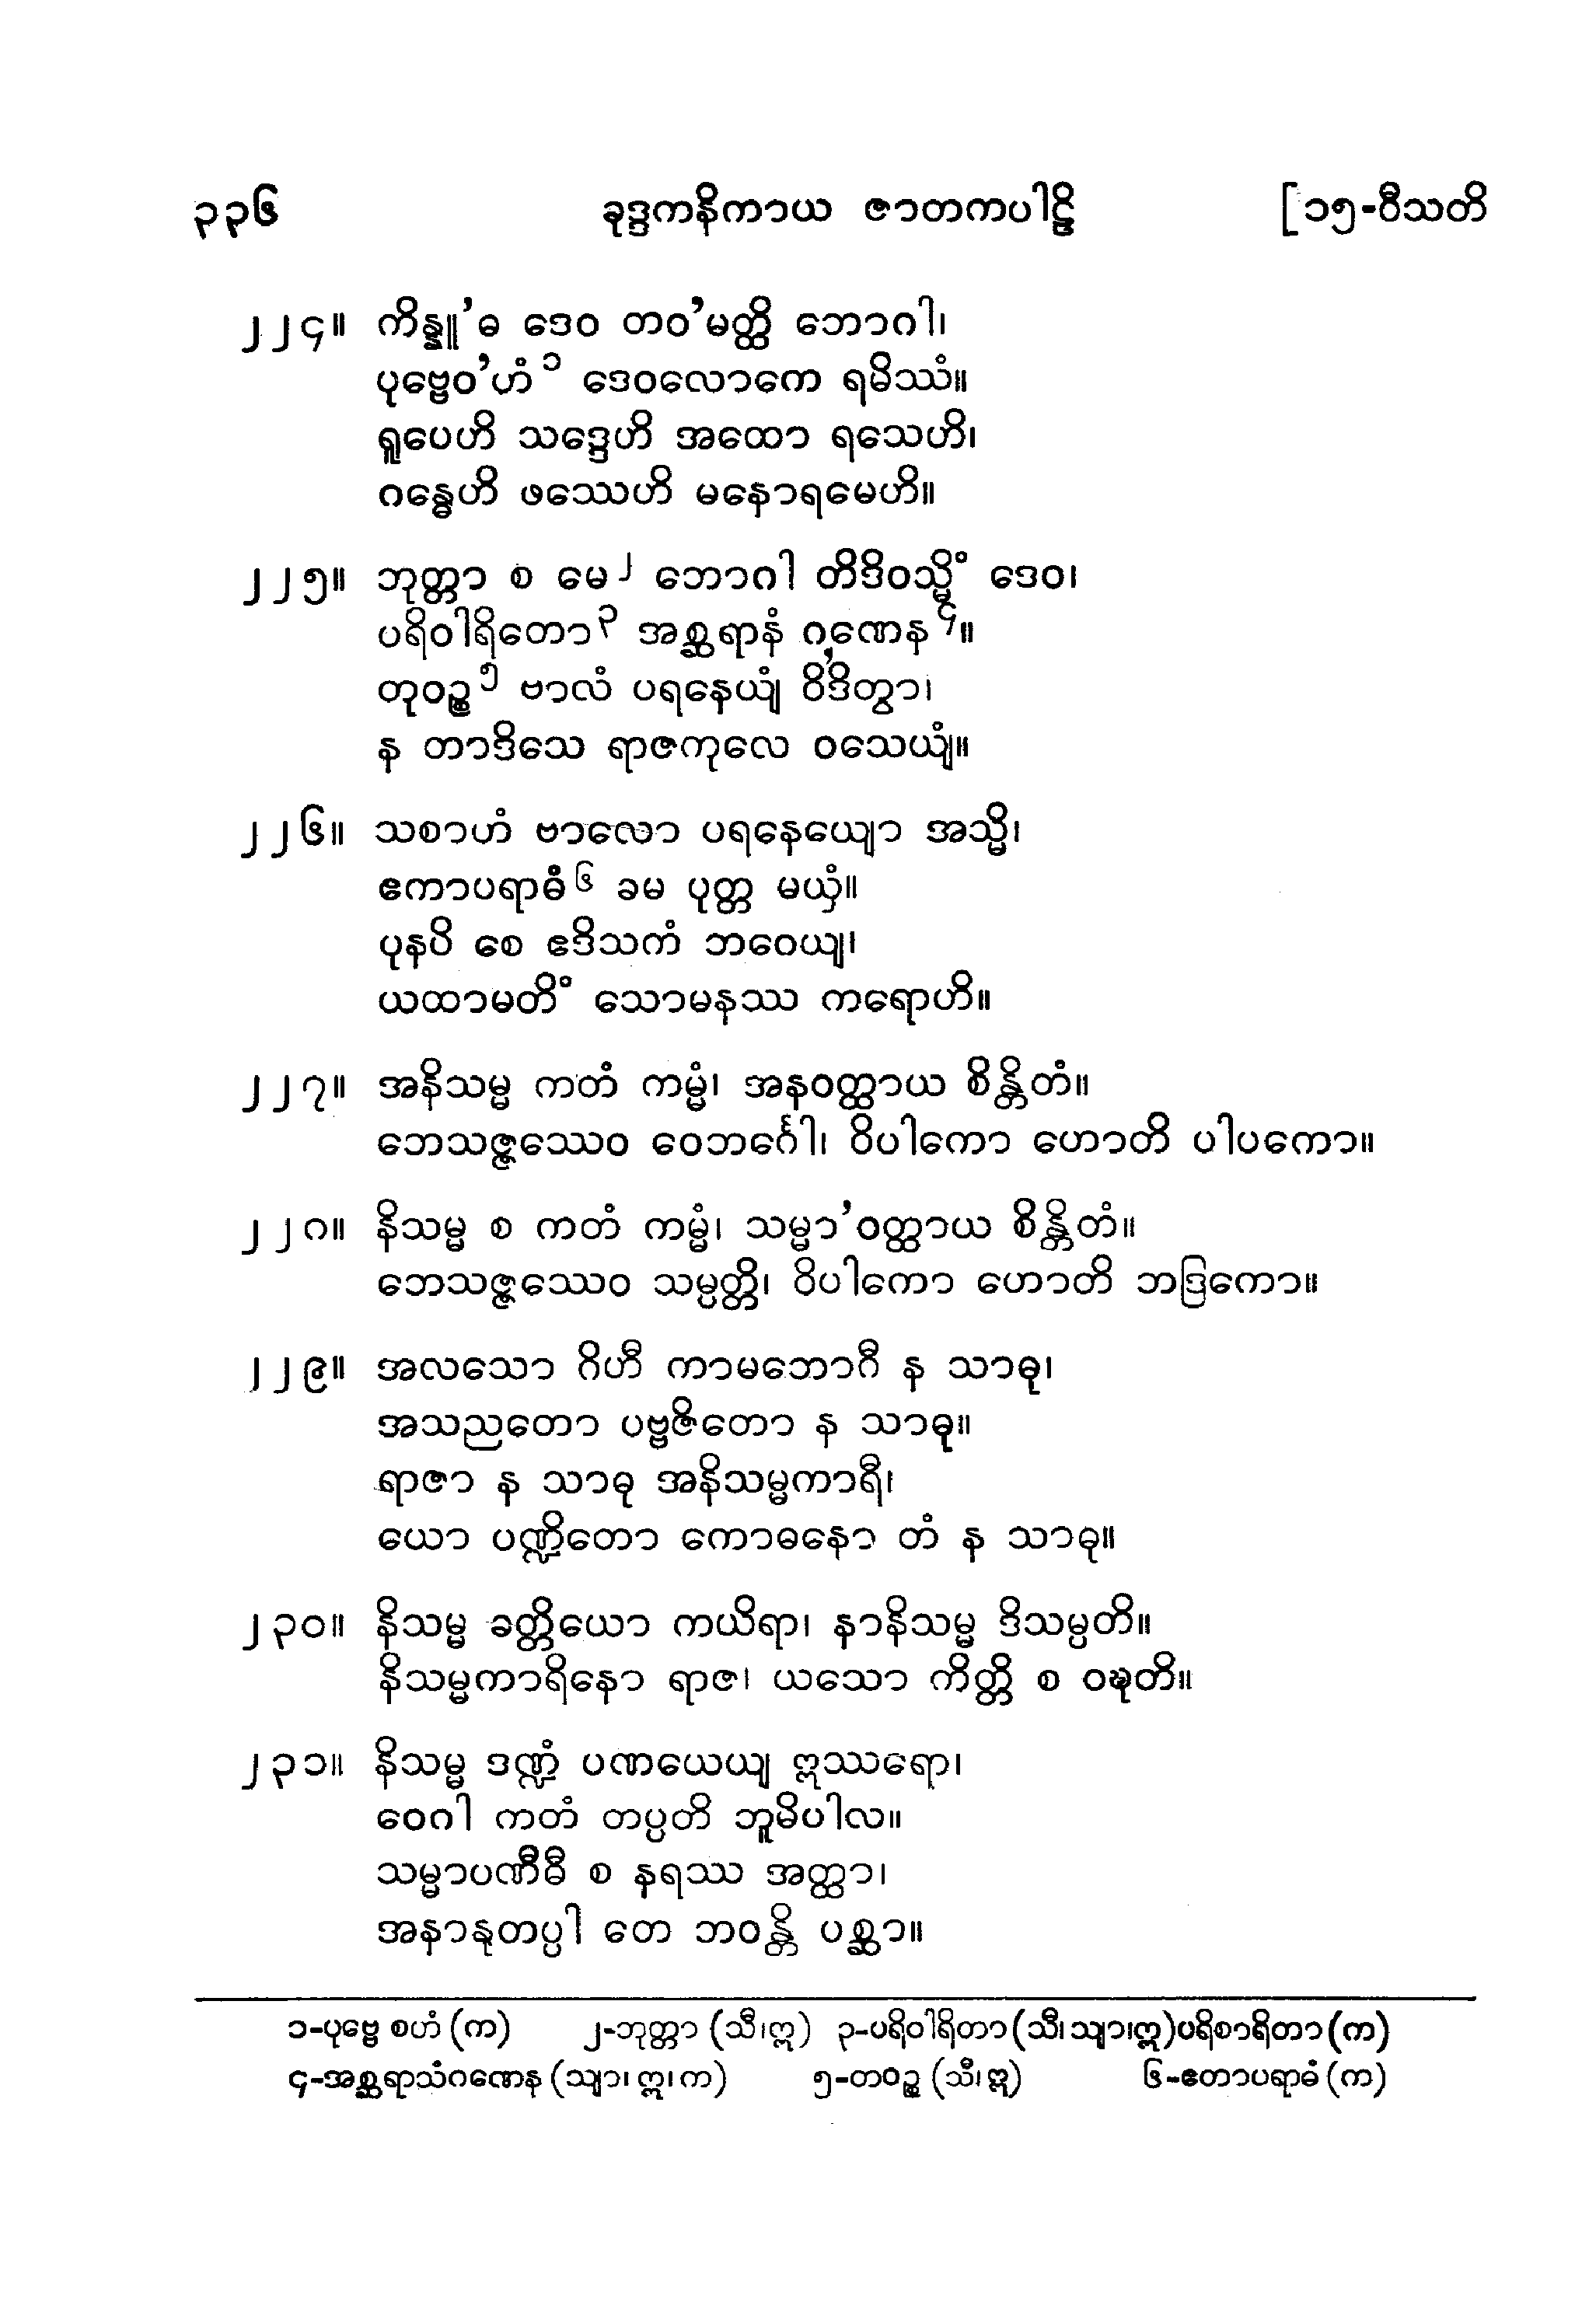 ၃၃၆ ခုဒ္ဒကနိကာယ ဇာတကပါဠိ [၁၅-ဝီသတိ
၂၂၄။ ကိန္နူ’ဓ ဒေဝ တဝ’မတ္ထိ ဘောဂါ၊
ပုဗ္ဗေဝ’ဟံ၁ ဒေဝလောကေ ရမိဿံ။
ရူပေဟိ သဒ္ဒေဟိ အထော ရသေဟိ၊
ဂန္ဓေဟိ ဖဿေဟိ မနောရမေဟိ။
၂၂၅။ ဘုတ္တာ စ မေ၂ ဘောဂါ တိဒိဝသ္မိံ ဒေဝ၊
ပရိဝါရိတော၃ အစ္ဆရာနံ ဂဏေန၄။
တုဝဉ္စ၅ ဗာလံ ပရနေယျံ ဝိဒိတွာ၊
န တာဒိသေ ရာဇကုလေ ဝသေယျံ။
၂၂၆။ သစာဟံ ဗာလော ပရနေယျော အသ္မိ၊
ဧကာပရာဓံ၆ ခမ ပုတ္တ မယှံ။
ပုနပိ စေ ဧဒိသကံ ဘဝေယျ၊
ယထာမတိံ သောမနဿ ကရောဟိ။
၂၂၇။ အနိသမ္မ ကတံ ကမ္မံ၊ အနဝတ္ထာယ စိန္တိတံ။
ဘေသဇ္ဇဿေဝ ဝေဘင်္ဂေါ၊ ဝိပါကော ဟောတိ ပါပကော။
၂၂၈။ နိသမ္မ စ ကတံ ကမ္မံ၊ သမ္မာ’ဝတ္ထာယ စိန္တိတံ။
ဘေသဇ္ဇဿေဝ သမ္ပတ္တိ၊ ဝိပါကော ဟောတိ ဘဒြကော။
၂၂၉။ အလသော ဂိဟီ ကာမဘောဂီ န သာဓု၊
အသညတော ပဗ္ဗဇိတော န သာဓု။
ရာဇာ န သာဓု အနိသမ္မကာရီ၊
ယော ပဏ္ဍိတော ကောဓနော တံ န သာဓု။
၂၃၀။ နိသမ္မ ခတ္တိယော ကယိရာ၊ နာနိသမ္မ ဒိသမ္ပတိ။
နိသမ္မကာရိနော ရာဇ၊ ယသော ကိတ္တိ စ ဝဍ္ဎတိ။
၂၃၁။ နိသမ္မ ဒဏ္ဍံ ပဏယေယျ ဣဿရော၊
ဝေဂါ ကတံ တပ္ပတိ ဘူမိပါလ။
သမ္မာပဏီဓီ စ နရဿ အတ္ထာ၊
အနာနုတပ္ပါ တေ ဘဝန္တိ ပစ္ဆာ။
၁-ပုဗ္ဗေ စဟံ (က) ၂-ဘုတ္တာ (သီ၊ဣ) ၃-ပရိဝါရိတာ (သီ၊ သျာ၊ဣ) ပရိစာရိတာ (က)
၄-အစ္ဆရာသံဂဏေန (သျာ၊ ဣ၊ က) ၅-တဝဉ္စ (သီ၊ ဣ) ၆-ဧတာပရာဓံ (က)